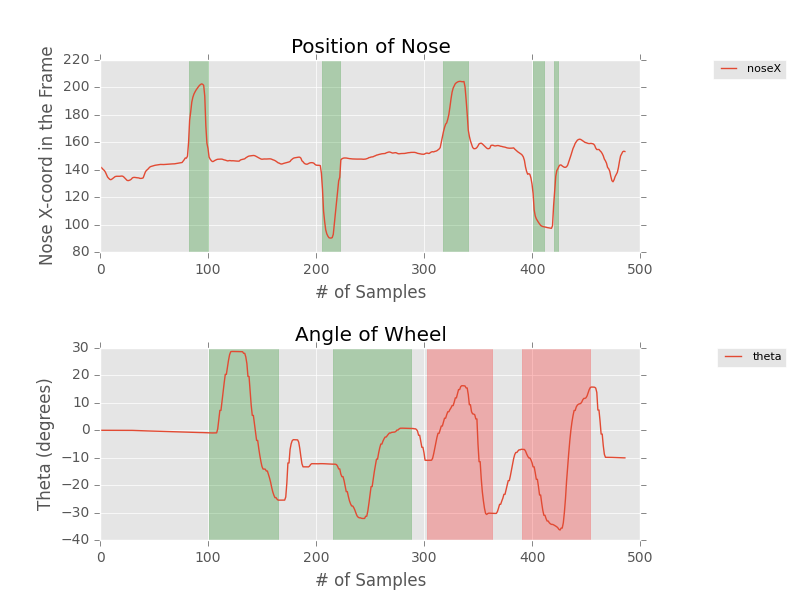 Position of Nose
220
200
180
160
140
120
100
80
Nose X-coord in the Frame
0 100 200 300 400 500
# of Samples
noseX
Angle of Wheel
30
20
10
0
−10
−20
−30
−40
Theta (degrees)
0 100 200 300 400 500
# of Samples
theta